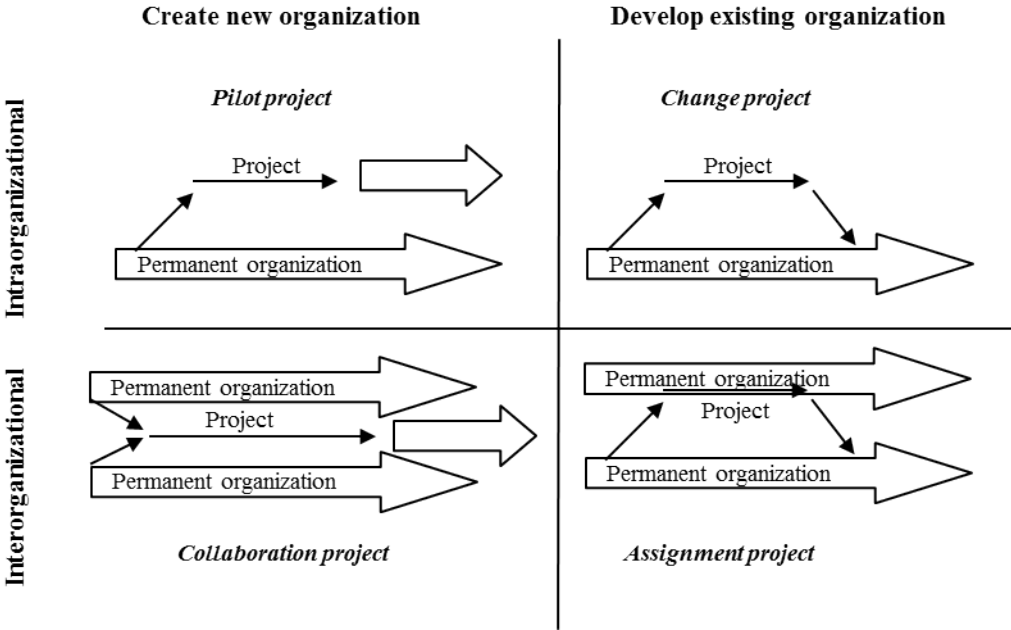 Create new organization
Develop existing organization
Intraorganizational
Pilot project
Project
Permanent organization
Change project
Project
Permanent organization
Interorganizational
Permanent organization
Project
Permanent organization
Collaboration project
Permanent organization
Project
Permanent organization
Assignment project